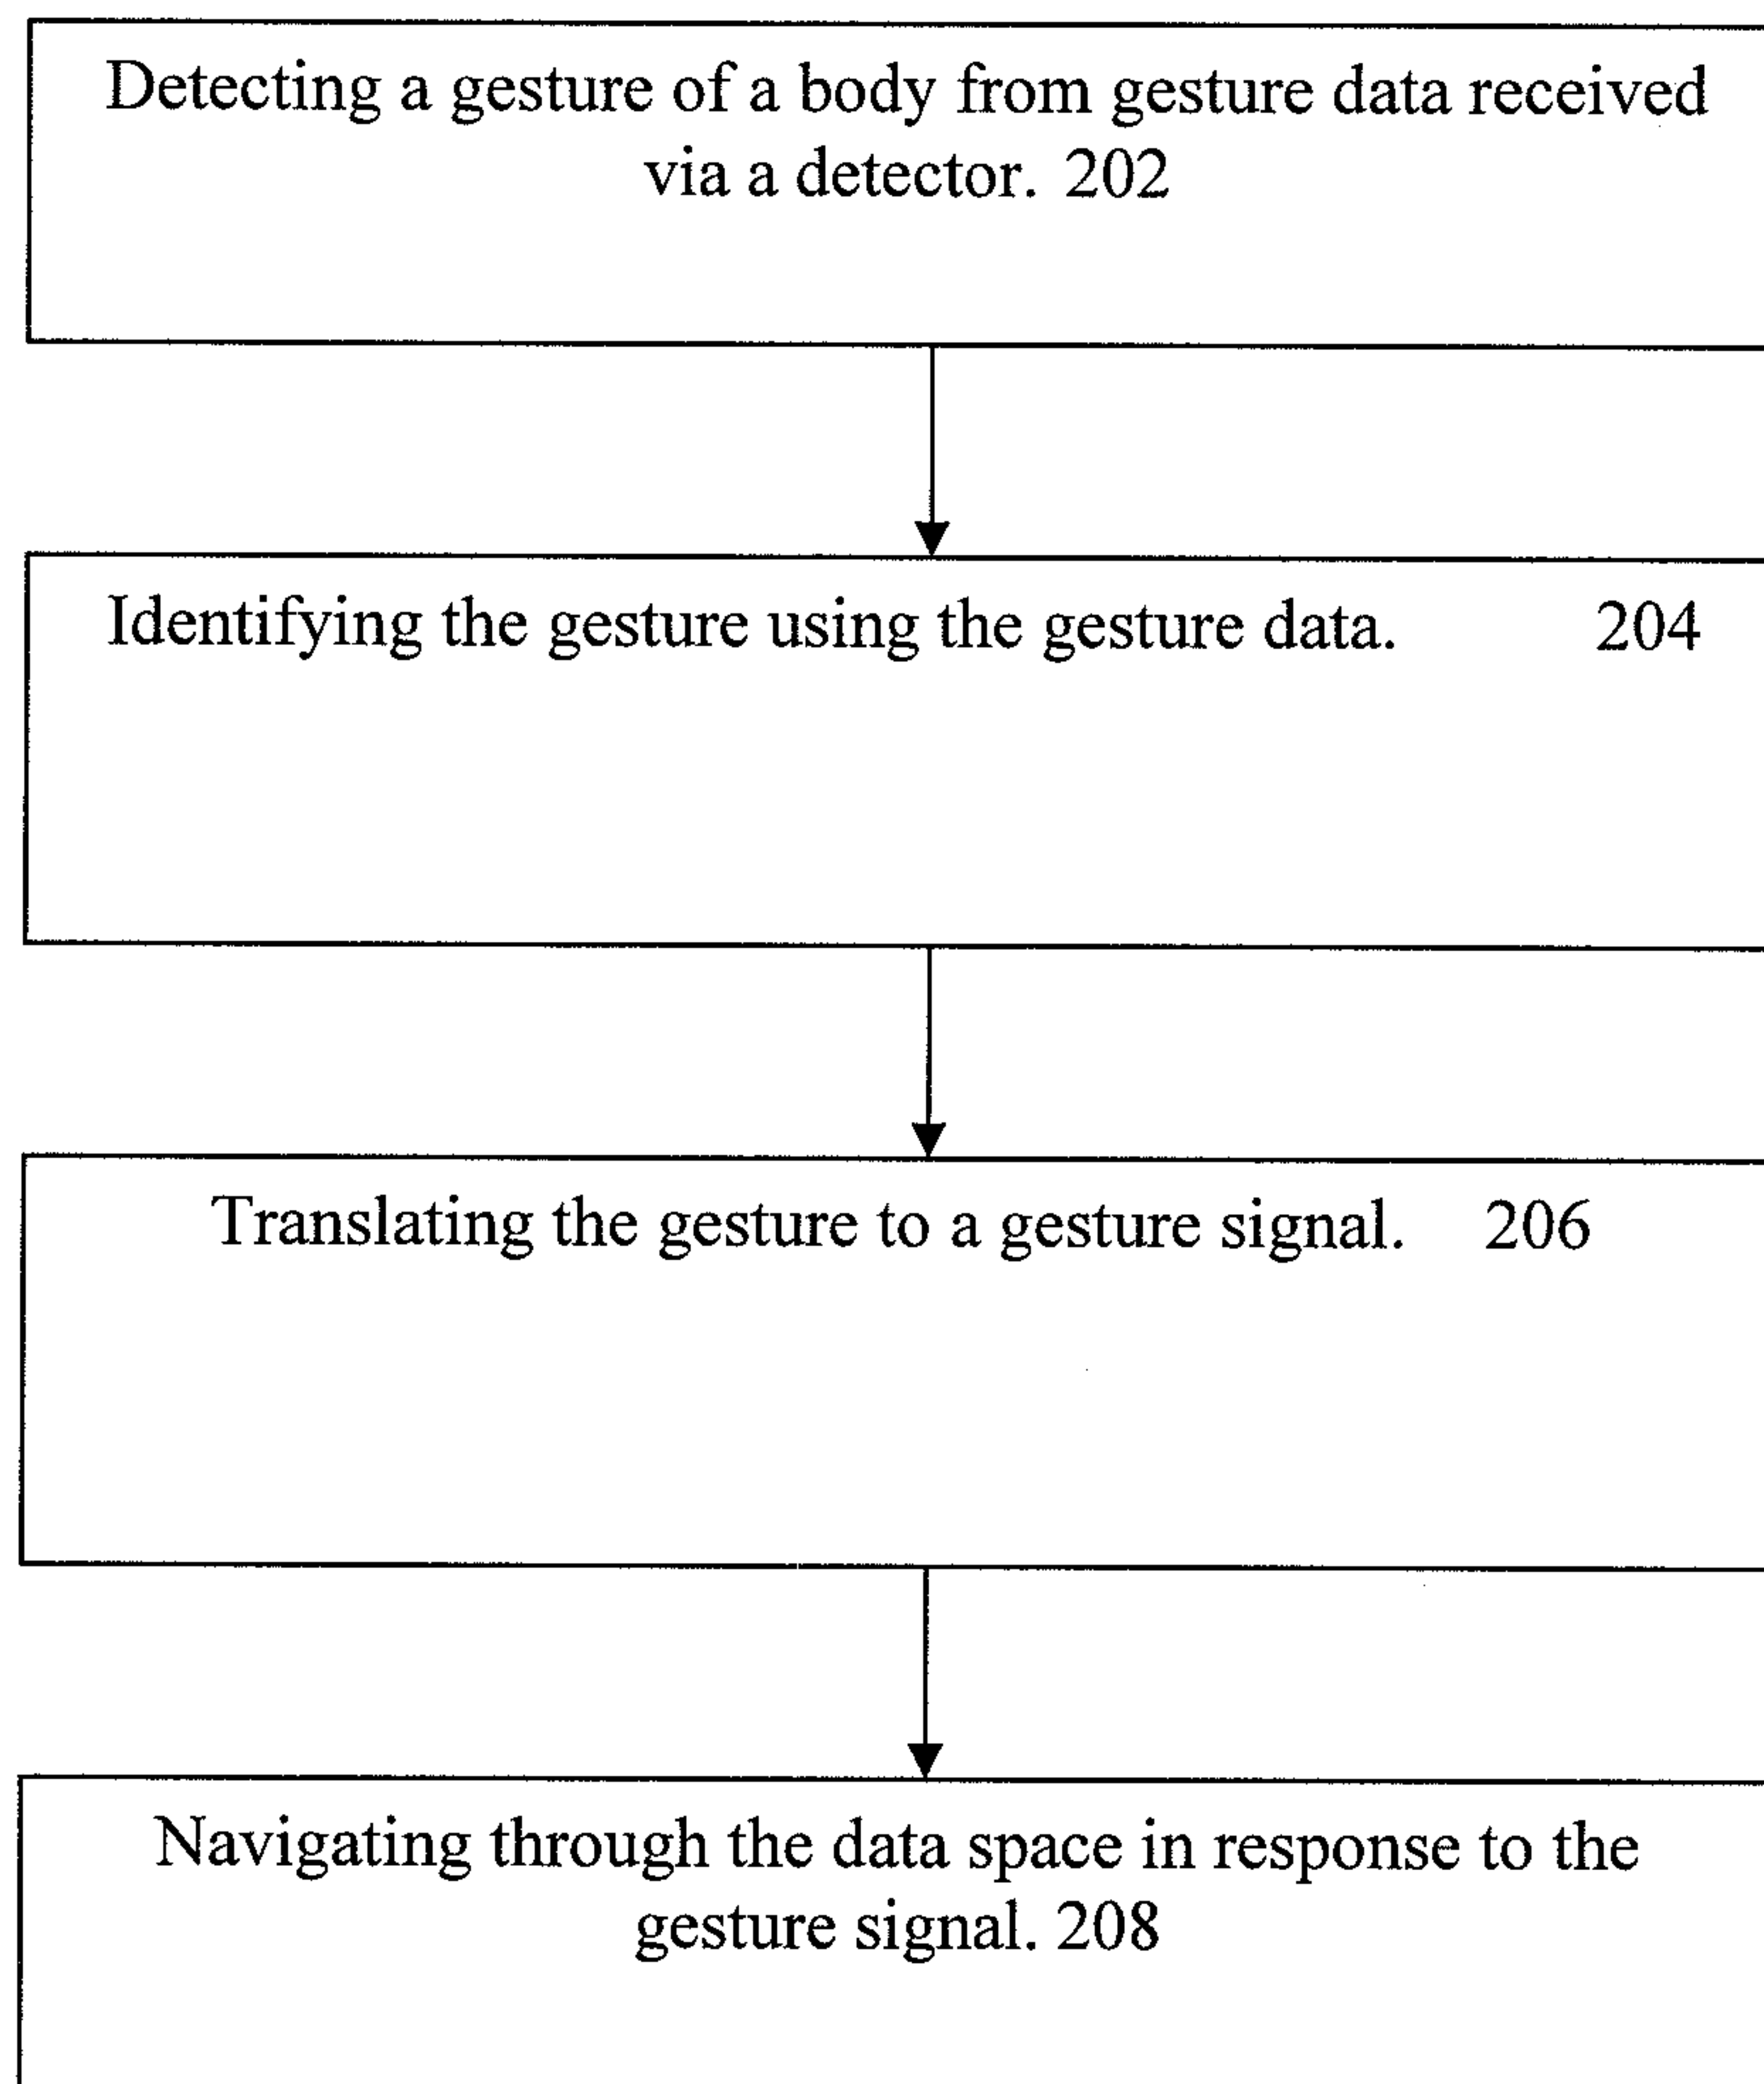 Detecting a gesture of a body from gesture data received
via a detector. 202
Identifying the gesture using the gesture data. 204
Translating the gesture to a gesture signal. 206
Navigating through the data space in response to the
gesture signal. 208